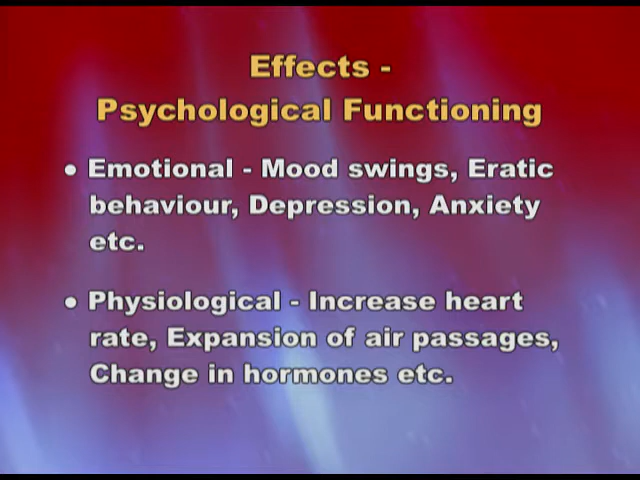 Effects -
Psychological Functioning
● Emotional - Mood swings, Eratic
behaviour, Depression, Anxiety
etc.
● Physiological - Increase heart
rate, Expansion of air passages,
Change in hormones etc.